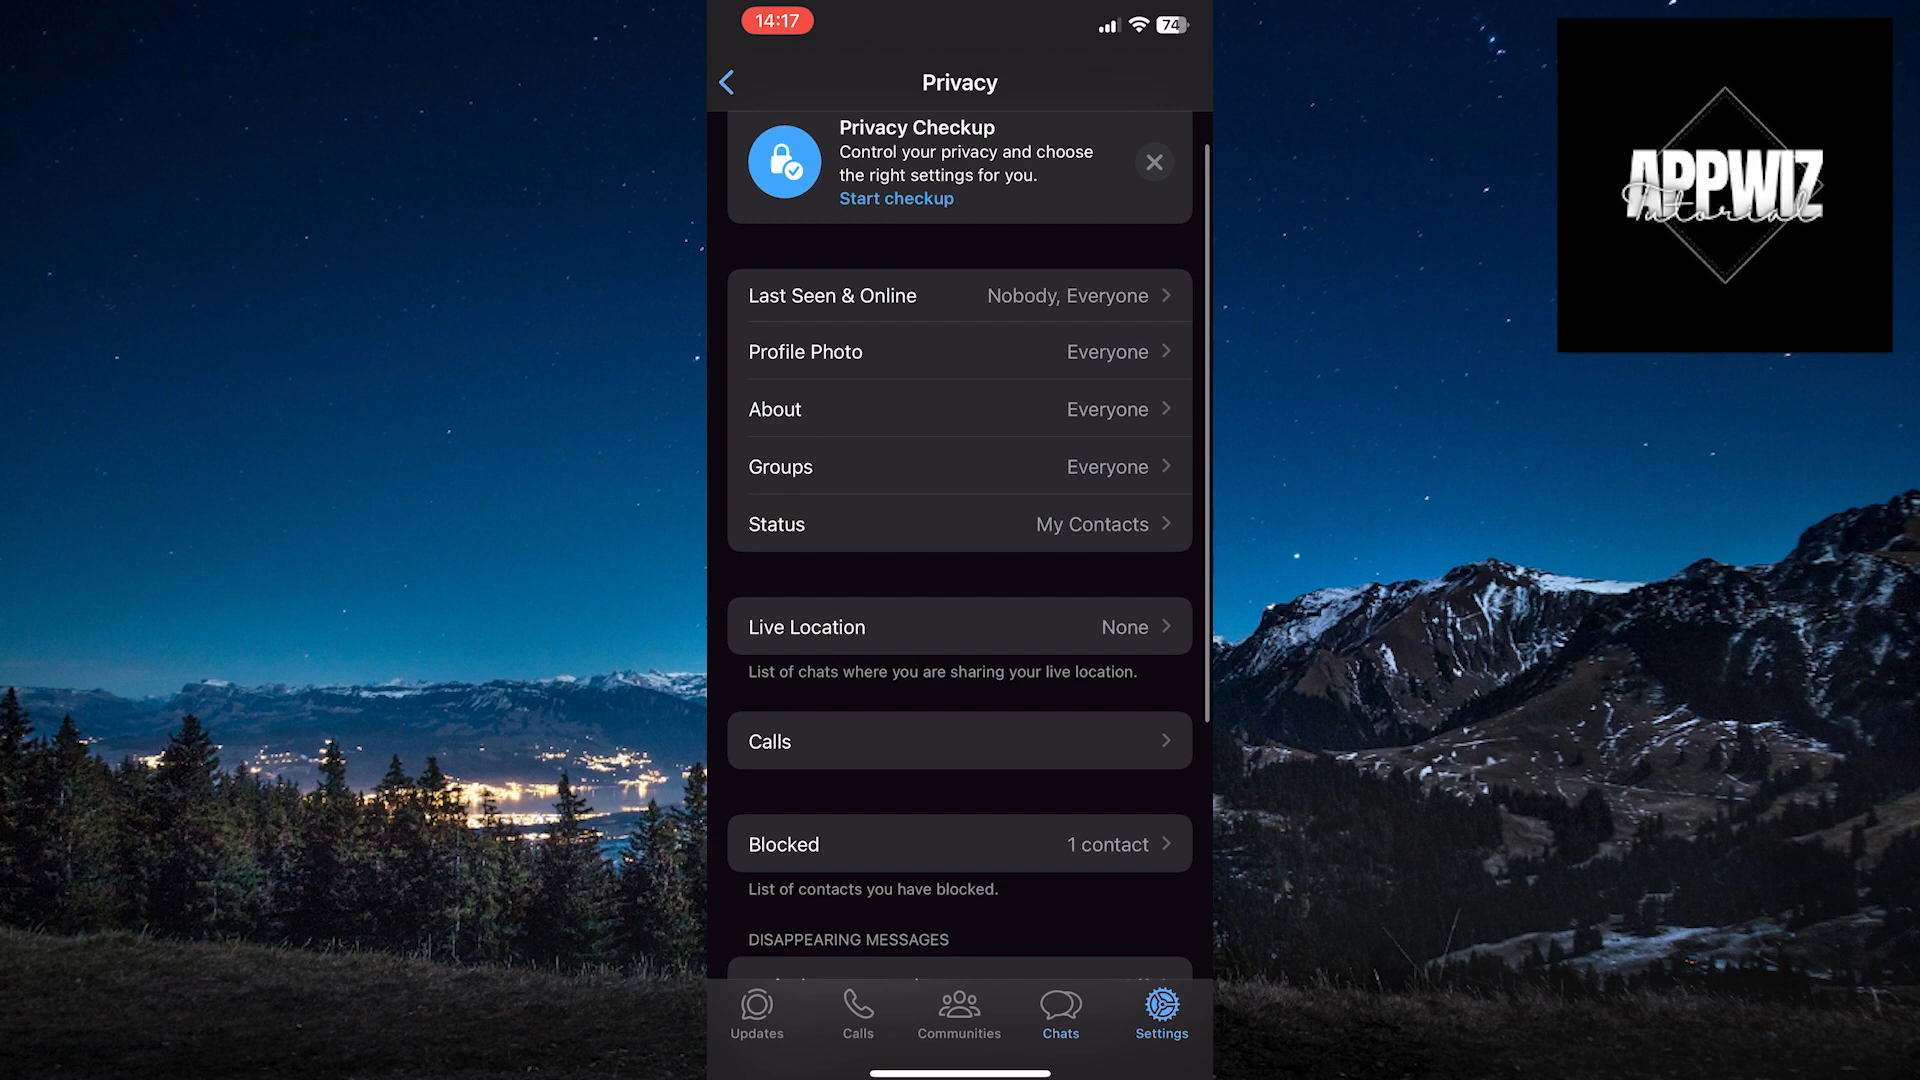 14:17
74
Privacy
Privacy Checkup
Control your privacy and choose
the right settings for you.
Start checkup
Last Seen & Online Nobody, Everyone
Profile Photo Everyone
About Everyone
Groups Everyone
Status My Contacts
Live Location None
List of chats where you are sharing your live location.
Calls
Blocked 1 contact
List of contacts you have blocked.
DISAPPEARING MESSAGES
Updates Calls Communities Chats Settings
APPWIZ
Tutorial